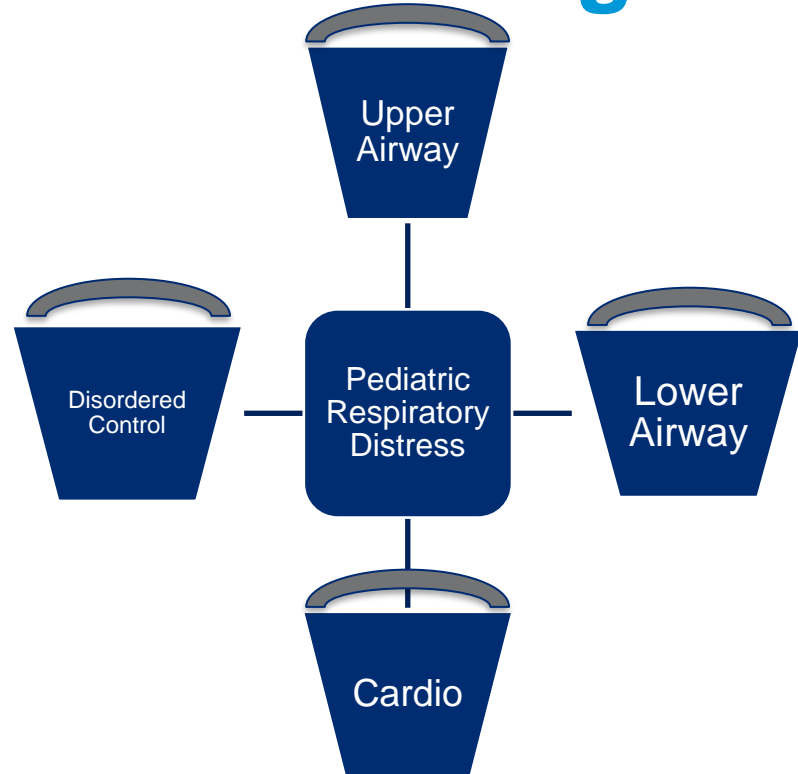 Upper
Airway
Disordered
Control
Pediatric
Respiratory
Distress
Lower
Airway
Cardio